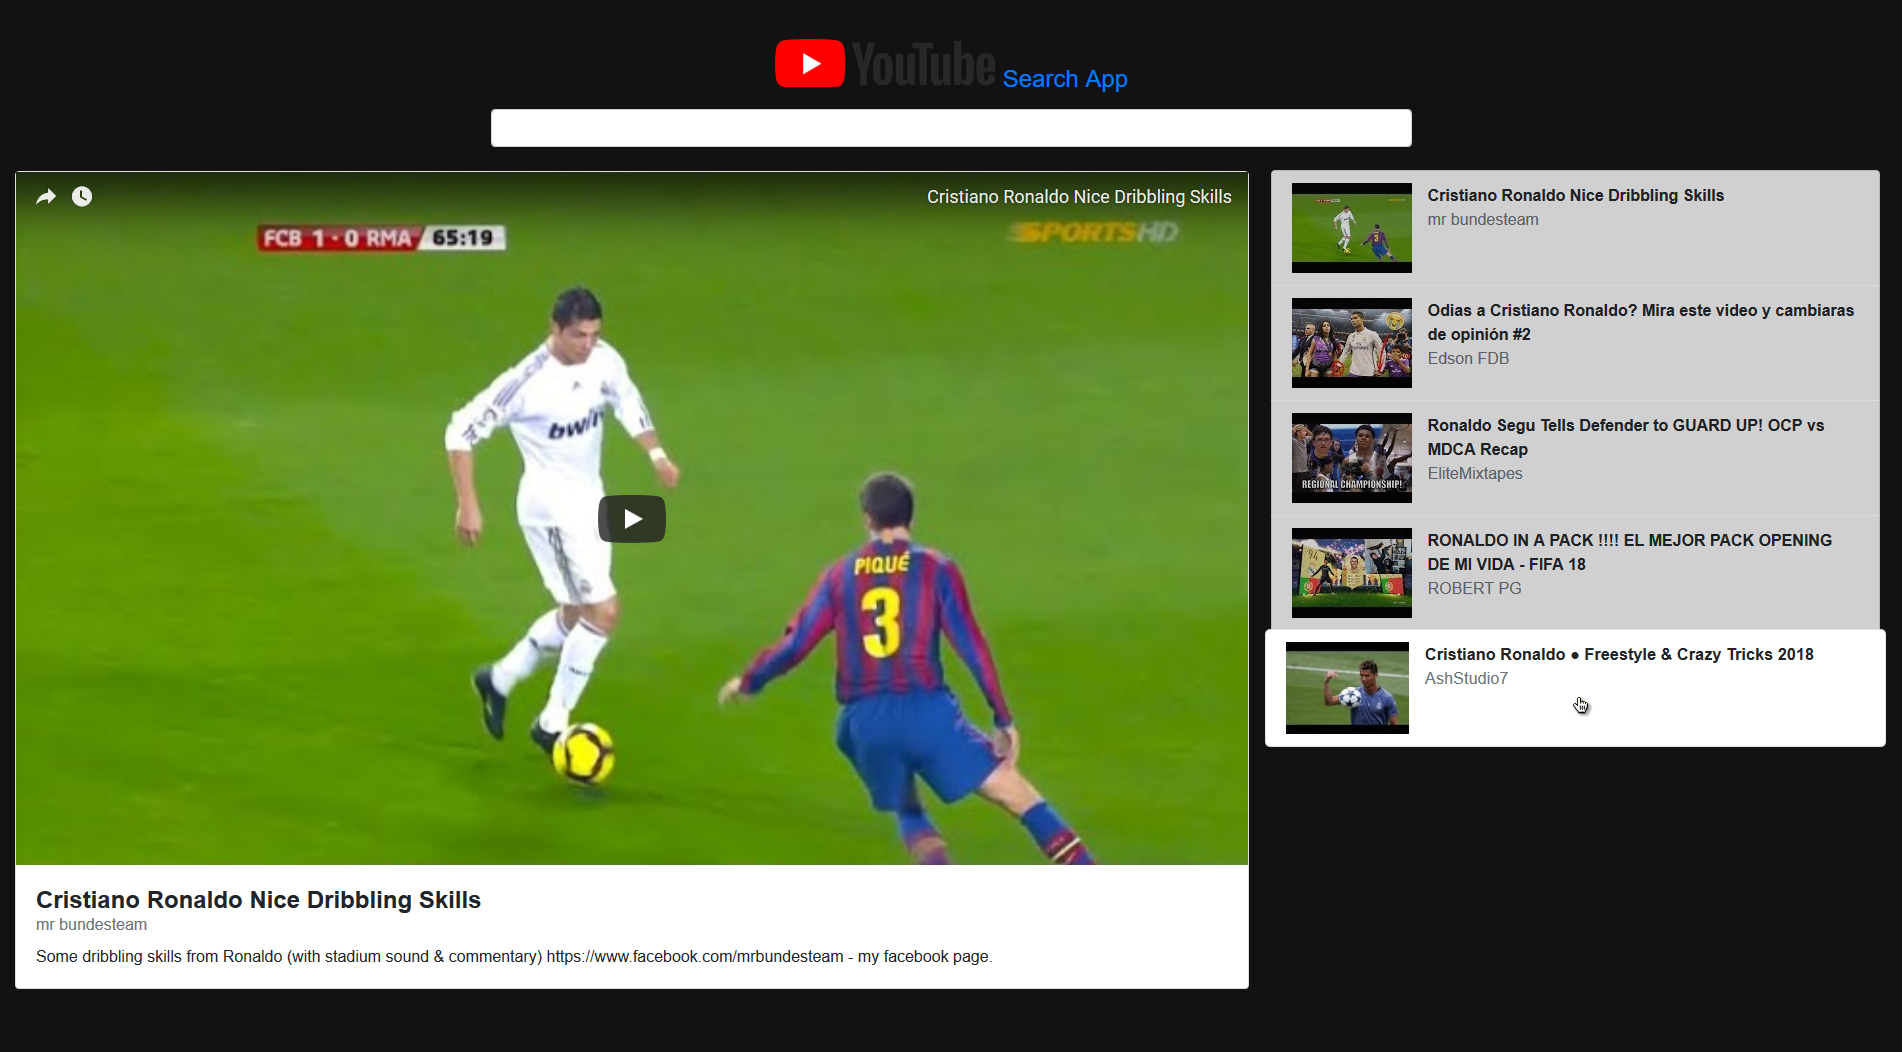 YouTube Search App
Cristiano Ronaldo Nice Dribbling Skills
FCB 1 - 0 RMA 65:19
SPORTSHD
bwin
PIQUÉ
3
Cristiano Ronaldo Nice Dribbling Skills
mr bundesteam
Some dribbling skills from Ronaldo (with stadium sound & commentary) https://www.facebook.com/mrbundesteam - my facebook page.
Cristiano Ronaldo Nice Dribbling Skills
mr bundesteam
Odias a Cristiano Ronaldo? Mira este video y cambiaras
de opinión #2
Edson FDB
REGIONAL CHAMPIONSHIP!
Ronaldo Segu Tells Defender to GUARD UP! OCP vs
MDCA Recap
EliteMixtapes
94
RONALDO IN A PACK !!!! EL MEJOR PACK OPENING
DE MI VIDA - FIFA 18
ROBERT PG
Cristiano Ronaldo ● Freestyle & Crazy Tricks 2018
AshStudio7